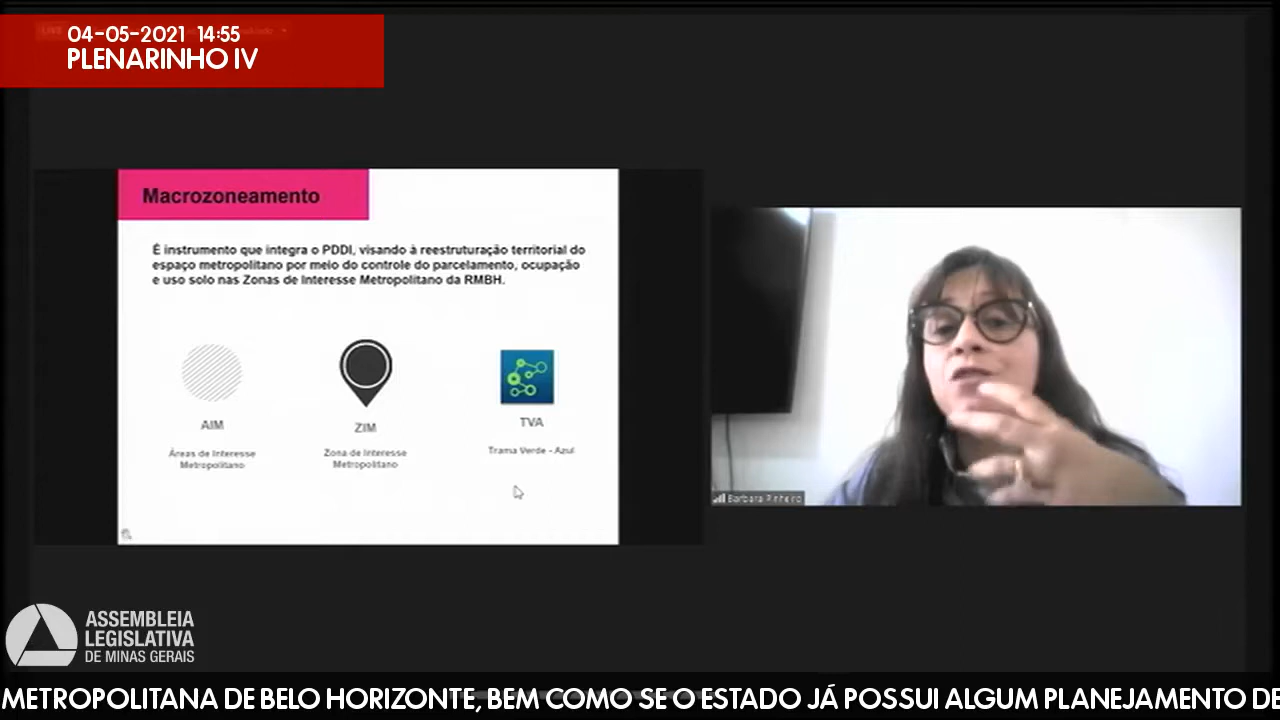 04-05-2021 14:55
PLENARINHO IV
Macrozoneamento
É instrumento que integra o PDDI, visando à reestruturação territorial do
espaço metropolitano por meio do controle do parcelamento, ocupação
e uso solo nas Zonas de Interesse Metropolitano da RMBH.
AIM
Áreas de Interesse
Metropolitano
ZIM
Zona de Interesse
Metropolitano
TVA
Trama Verde - Azul
Barbara Pinheiro
ASSEMBLEIA
LEGISLATIVA
DE MINAS GERAIS
METROPOLITANA DE BELO HORIZONTE, BEM COMO SE O ESTADO JÁ POSSUI ALGUM PLANEJAMENTO DE